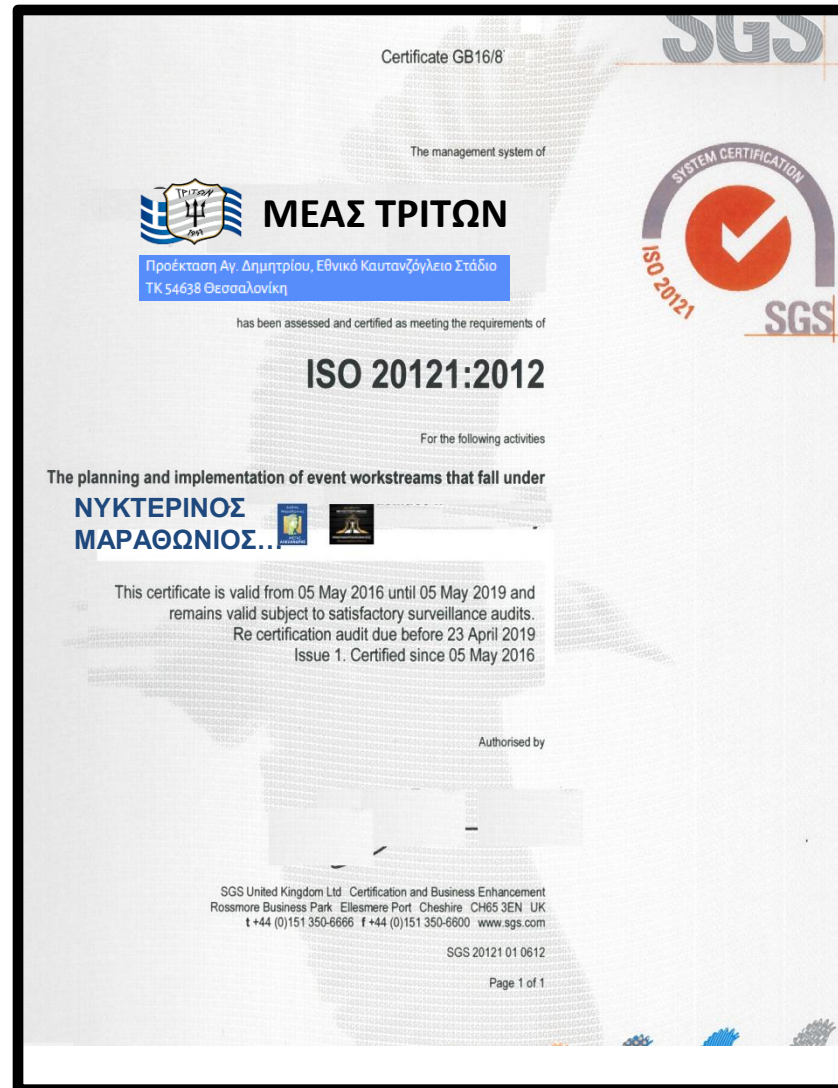 SGS
Certificate GB16/8
The management system of
ΤΡΙΤΩΝ
ΜΕΑΣ ΤΡΙΤΩΝ
Προέκταση Αγ. Δημητρίου, Εθνικό Καυτανζόγλειο Στάδιο
ΤΚ 54638 Θεσσαλονίκη
SYSTEM CERTIFICATION
ISO 20121
SGS
has been assessed and certified as meeting the requirements of
ISO 20121:2012
For the following activities
The planning and implementation of event workstreams that fall under
ΝΥΚΤΕΡΙΝΟΣ
ΜΑΡΑΘΩΝΙΟΣ...
This certificate is valid from 05 May 2016 until 05 May 2019 and
remains valid subject to satisfactory surveillance audits.
Re certification audit due before 23 April 2019
Issue 1. Certified since 05 May 2016
Authorised by
SGS United Kingdom Ltd Certification and Business Enhancement
Rossmore Business Park Ellesmere Port Cheshire CH65 3EN UK
t +44 (0)151 350-6666 f +44 (0)151 350-6600 www.sgs.com
SGS 20121 01 0612
Page 1 of 1